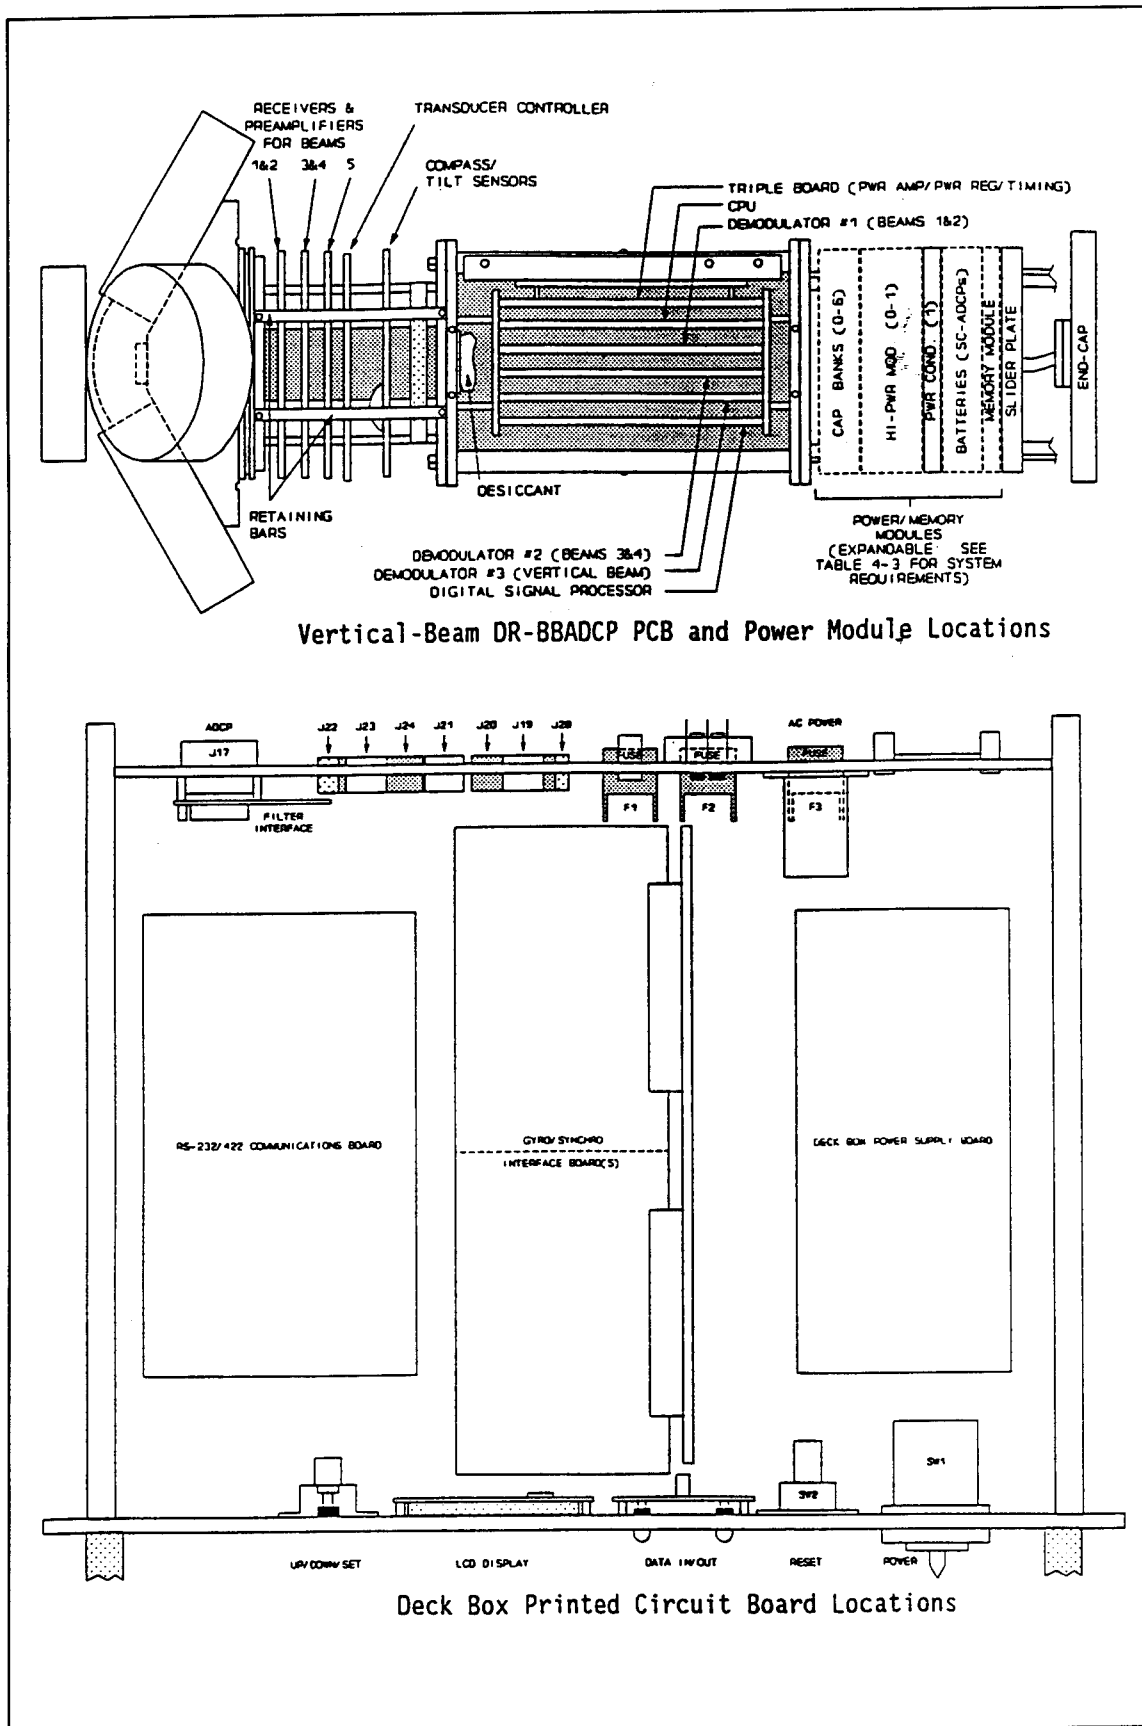 RECEIVERS &
PREAMPLIFIERS
FOR BEAMS
1&2 3&4 5
TRANSDUCER CONTROLLER
COMPASS/
TILT SENSORS
TRIPLE BOARD (PWR AMP/PWR REG/TIMING)
CPU
DEMODULATOR #1 (BEAMS 1&2)
CAP BANKS (0-6)
HI-PWR MOD (0-1)
PWR COND. (1)
BATTERIES (SC-ADCPs)
MEMORY MODULE
SLIDER PLATE
END-CAP
DESICCANT
RETAINING
BARS
DEMODULATOR #2 (BEAMS 3&4)
DEMODULATOR #3 (VERTICAL BEAM)
DIGITAL SIGNAL PROCESSOR
POWER/MEMORY
MODULES
(EXPANDABLE SEE
TABLE 4-3 FOR SYSTEM
REQUIREMENTS)
Vertical-Beam DR-BBADCP PCB and Power Module Locations
ADCP
J17
J22 J23 J24 J21 J20 J19 J28
AC POWER
FUSE
FUSE
FUSE
F1
F2
F3
FILTER
INTERFACE
RS-232/422 COMMUNICATIONS BOARD
GYRO/SYNCHRO
INTERFACE BOARD(S)
DECK BOX POWER SUPPLY BOARD
SW1
SW2
UP/DOWN/SET
LCD DISPLAY
DATA IN/OUT
RESET
POWER
Deck Box Printed Circuit Board Locations